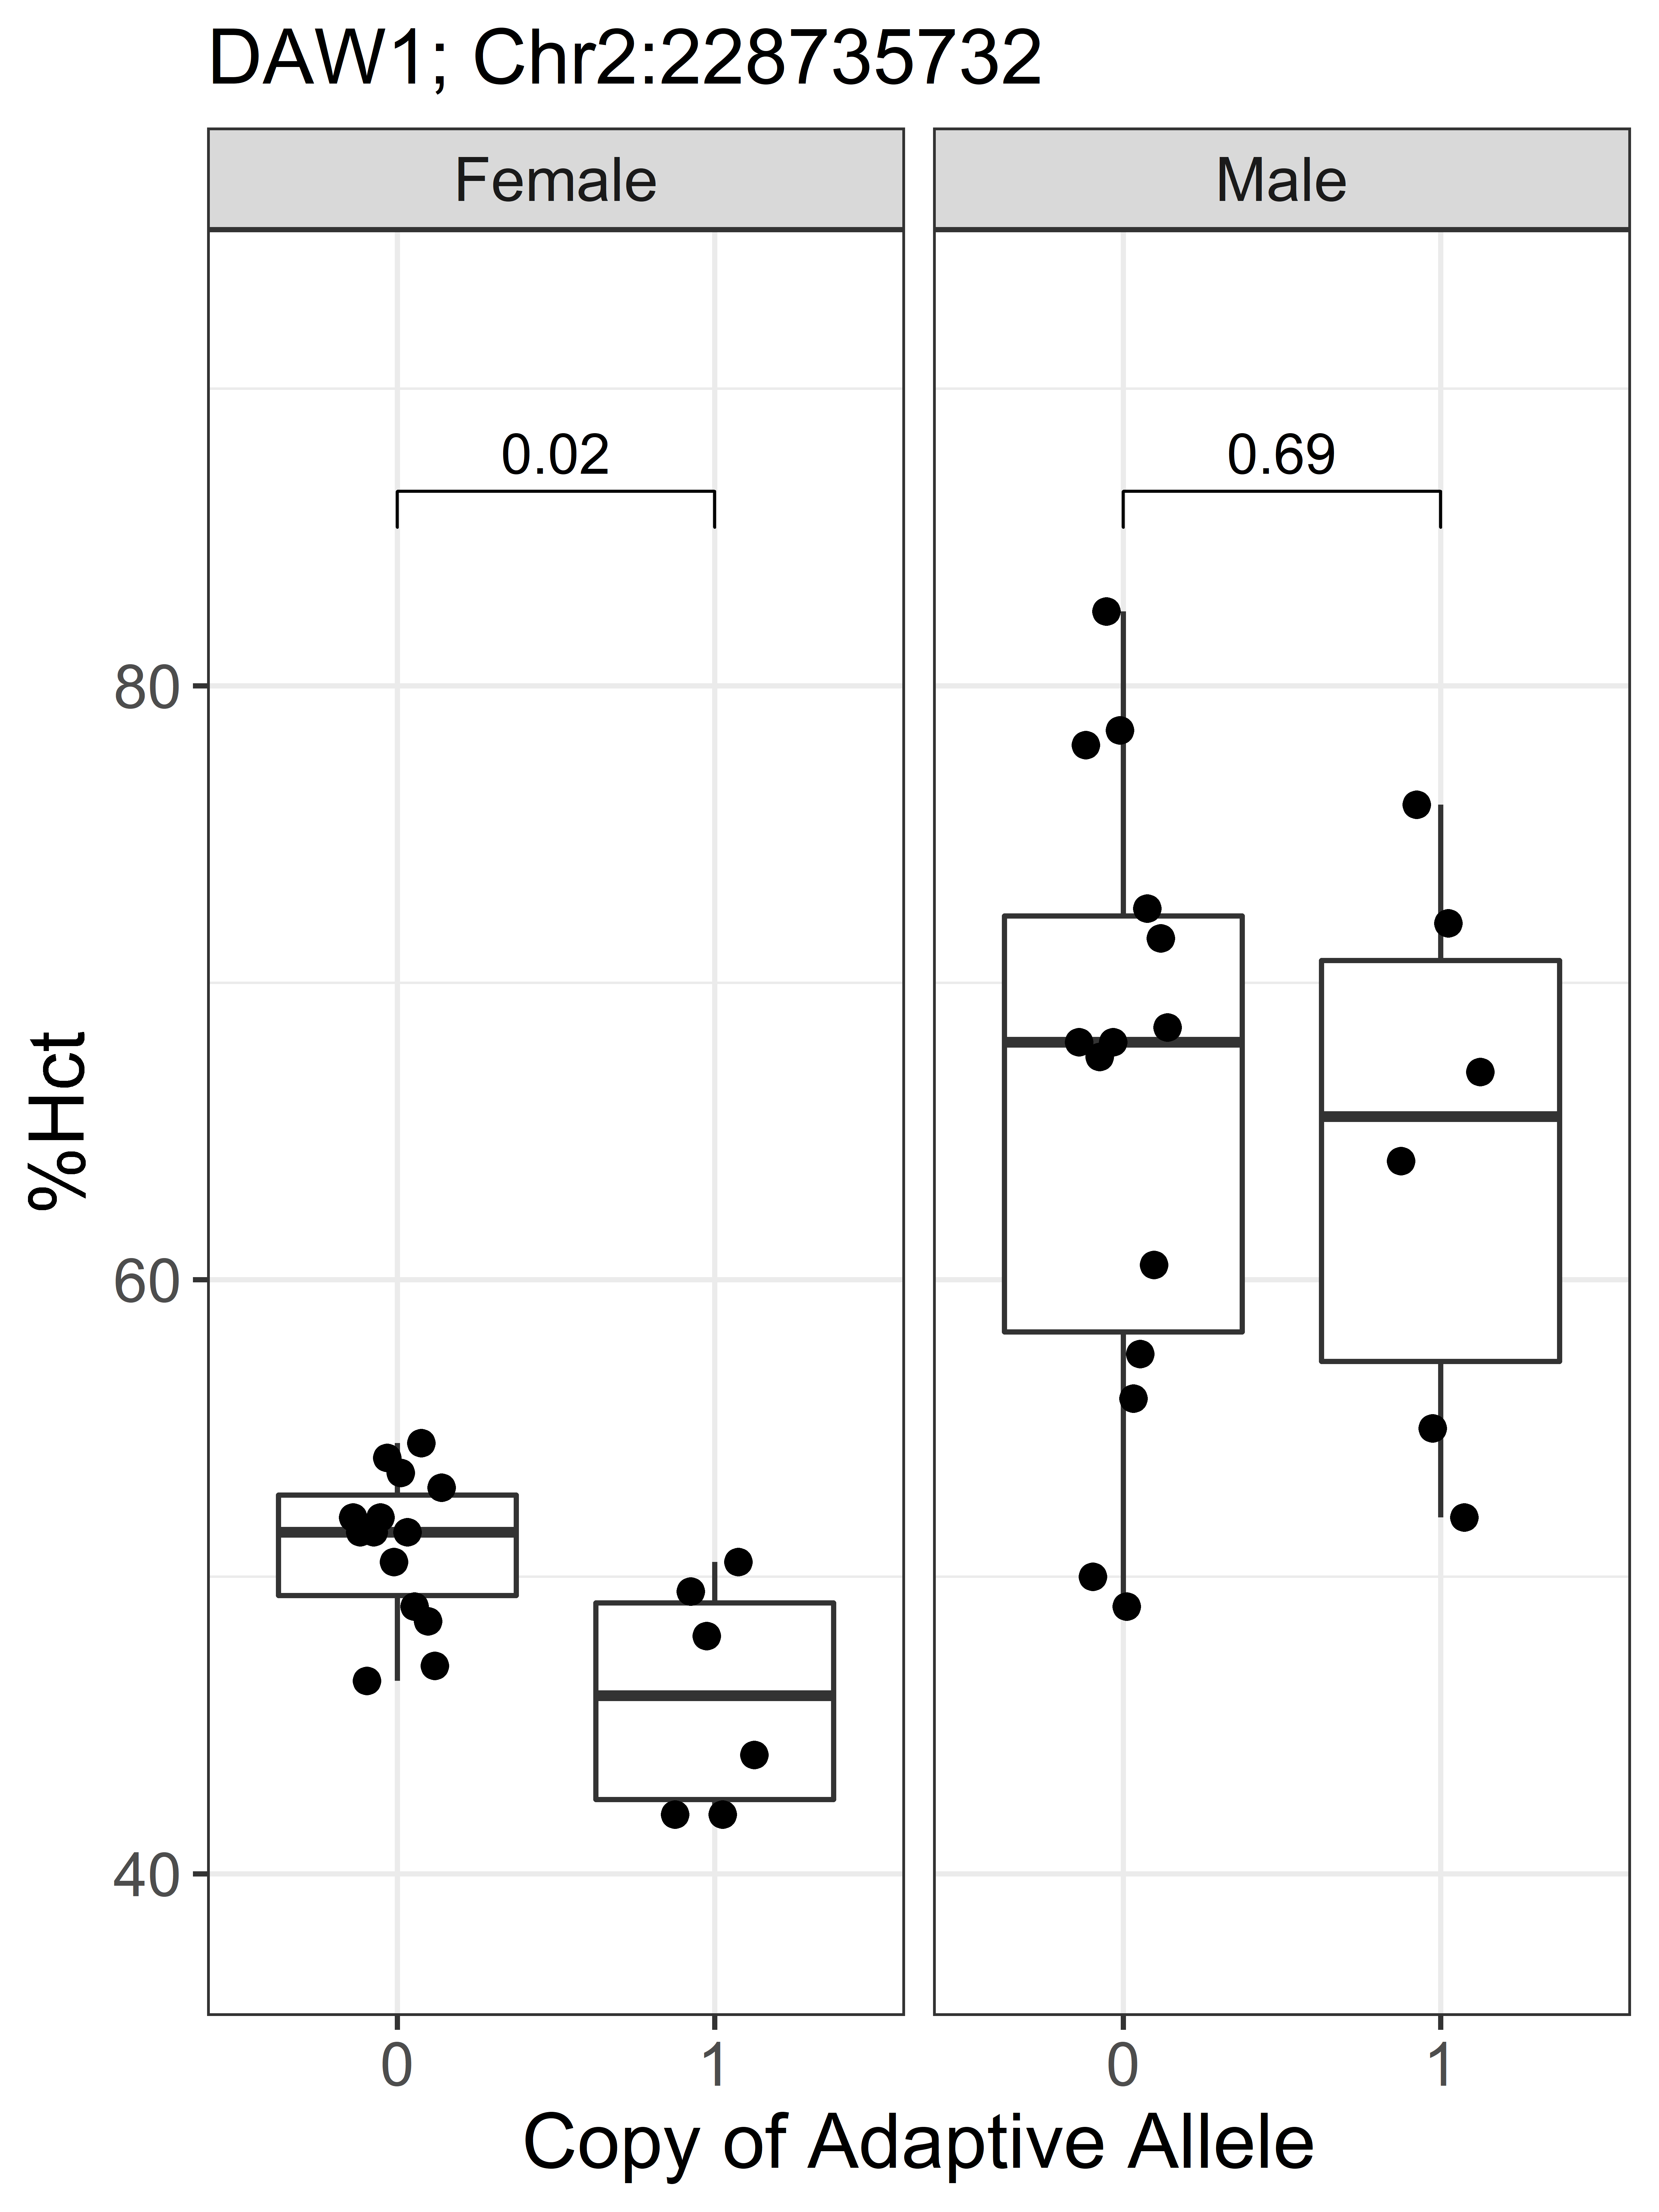 DAW1; Chr2:228735732
Female
Male
0.02
0.69
80
60
40
%Hct
0
1
0
1
Copy of Adaptive Allele